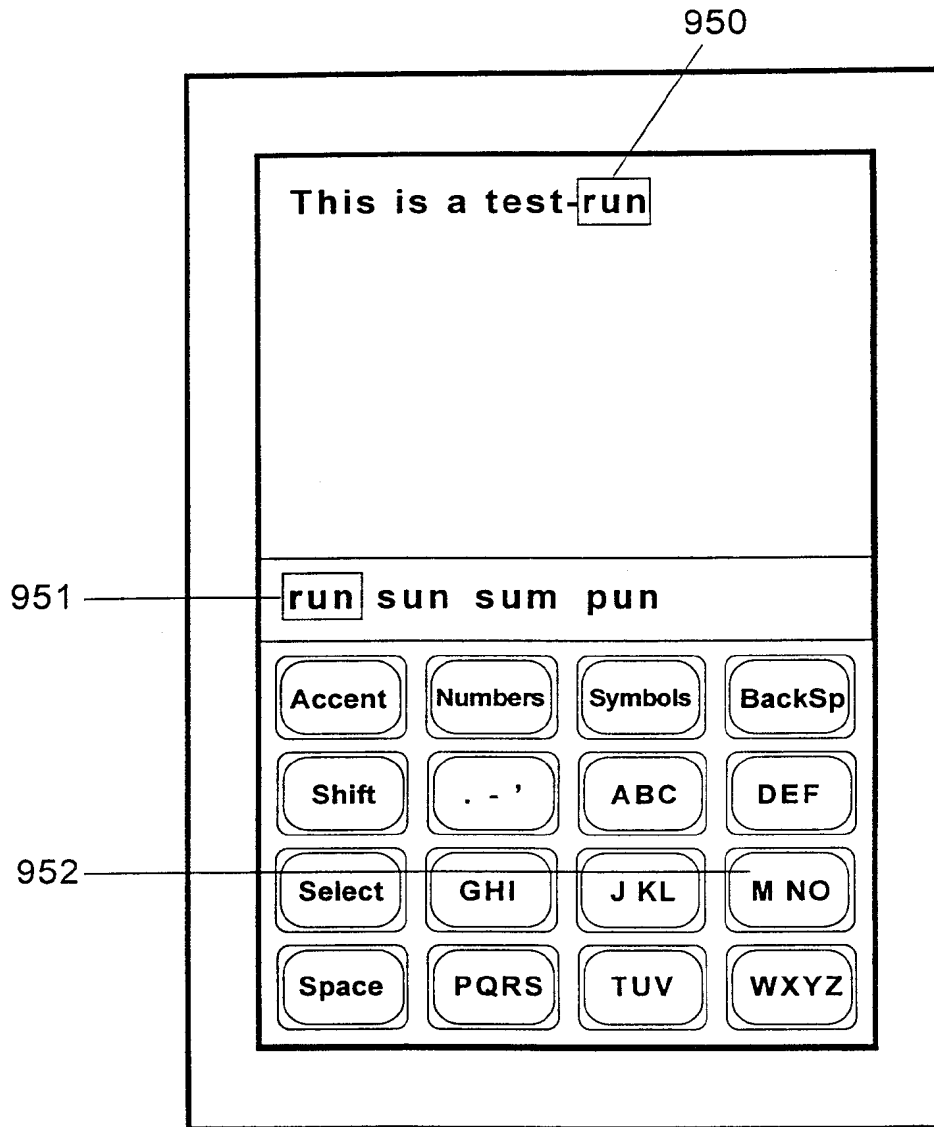 950
This is a test-run
951
run sun sum pun
Accent Numbers Symbols BackSp
Shift . - ' ABC DEF
952
Select GHI J KL M NO
Space PQRS TUV WXYZ